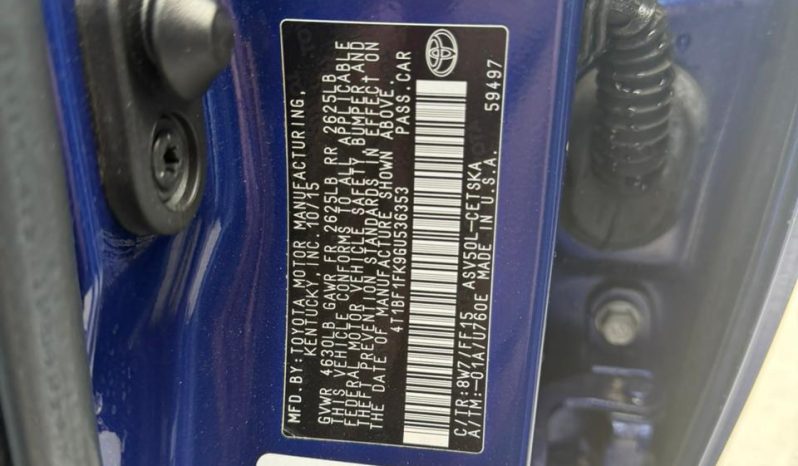 MFD.BY:TOYOTA MOTOR MANUFACTURING,
KENTUCKY, INC. 10/15
GVWR 4630LB GAWR FR 2625LB RR 2625LB
THIS VEHICLE CONFORMS TO ALL APPLICABLE
FEDERAL MOTOR VEHICLE SAFETY, BUMPER, AND
THEFT PREVENTION STANDARDS IN EFFECT ON
THE DATE OF MANUFACTURE SHOWN ABOVE.
4T1BF1FK9GU536353 PASS.CAR
C/TR:8W7/FF15 ASV50L-CETSKA
A/TM:-01A/U760E MADE IN U.S.A. 59497